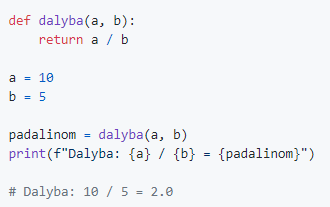 def dalyba(a, b):
    return a / b

a = 10
b = 5

padalinom = dalyba(a, b)
print(f"Dalyba: {a} / {b} = {padalinom}")

# Dalyba: 10 / 5 = 2.0